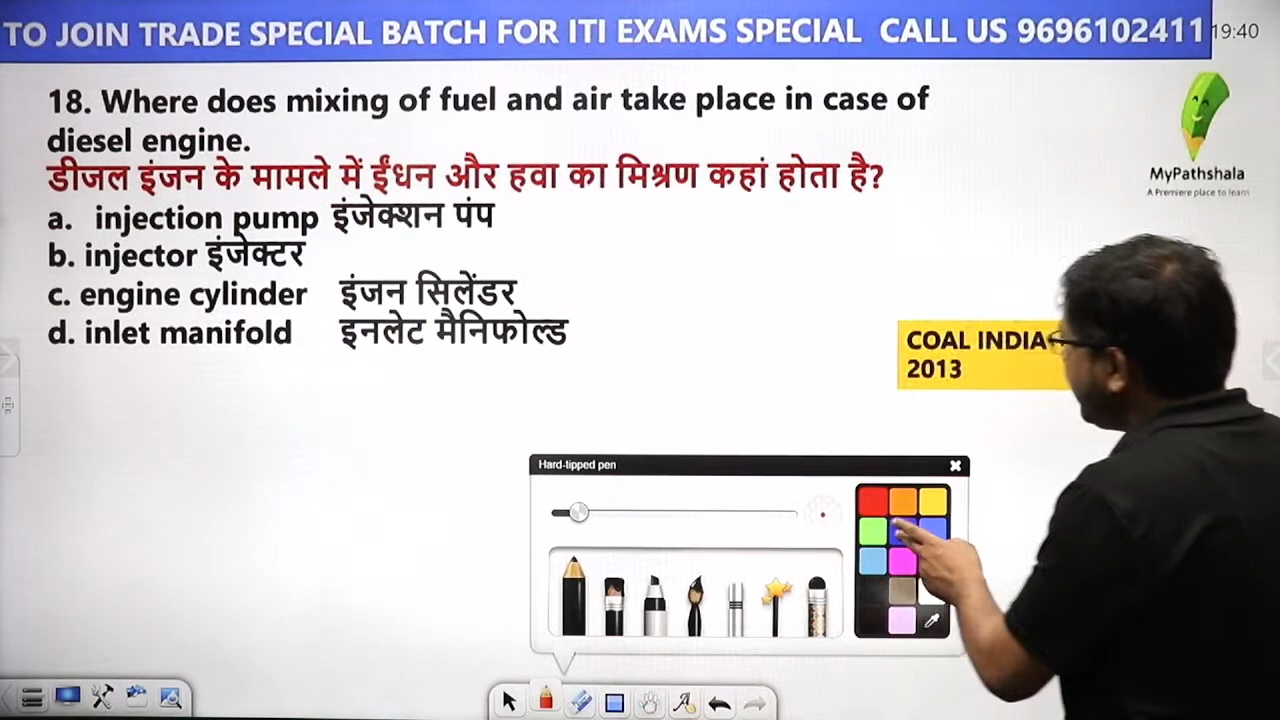 TO JOIN TRADE SPECIAL BATCH FOR ITI EXAMS SPECIAL CALL US 9696102411
19:40
18. Where does mixing of fuel and air take place in case of
diesel engine.
डीजल इंजन के मामले में ईंधन और हवा का मिश्रण कहां होता है?
a. injection pump इंजेक्शन पंप
b. injector इंजेक्टर
c. engine cylinder इंजन सिलेंडर
d. inlet manifold इनलेट मैनिफोल्ड
MyPathshala
A Premiere place to learn
COAL INDIA
2013
Hard-tipped pen